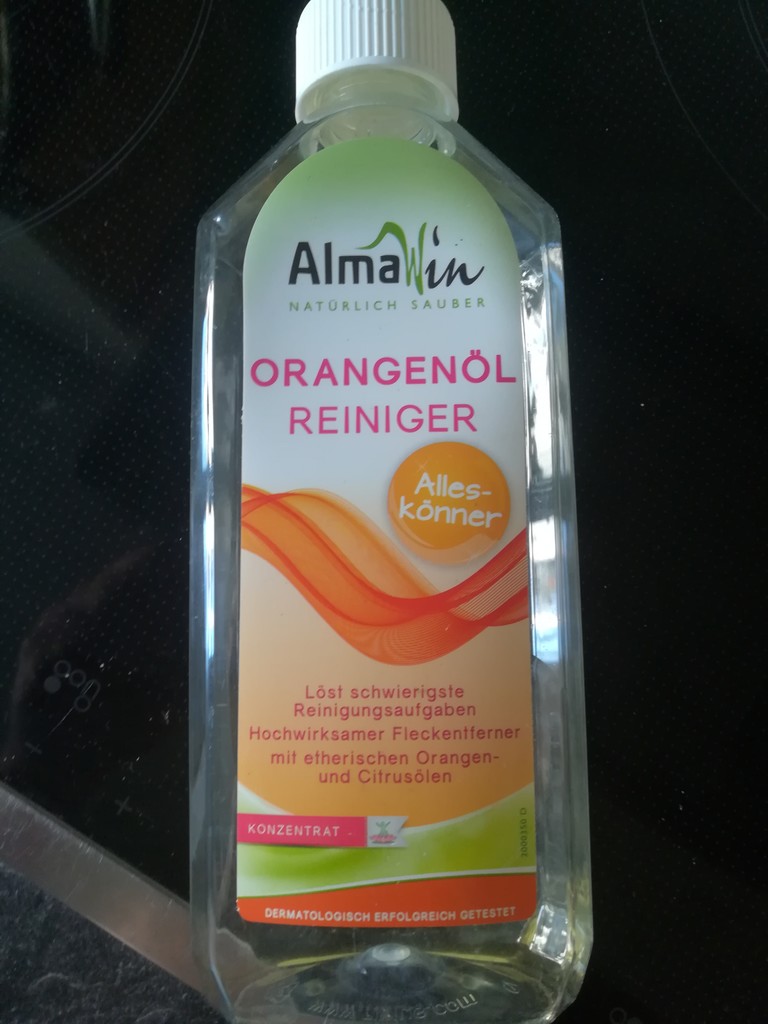 AlmaWin
NATÜRLICH SAUBER
ORANGENÖL
REINIGER
Alles-
könner
Löst schwierigste
Reinigungsaufgaben
Hochwirksamer Fleckentferner
mit etherischen Orangen-
und Citrusölen
KONZENTRAT -
DERMATOLOGISCH ERFOLGREICH GETESTET